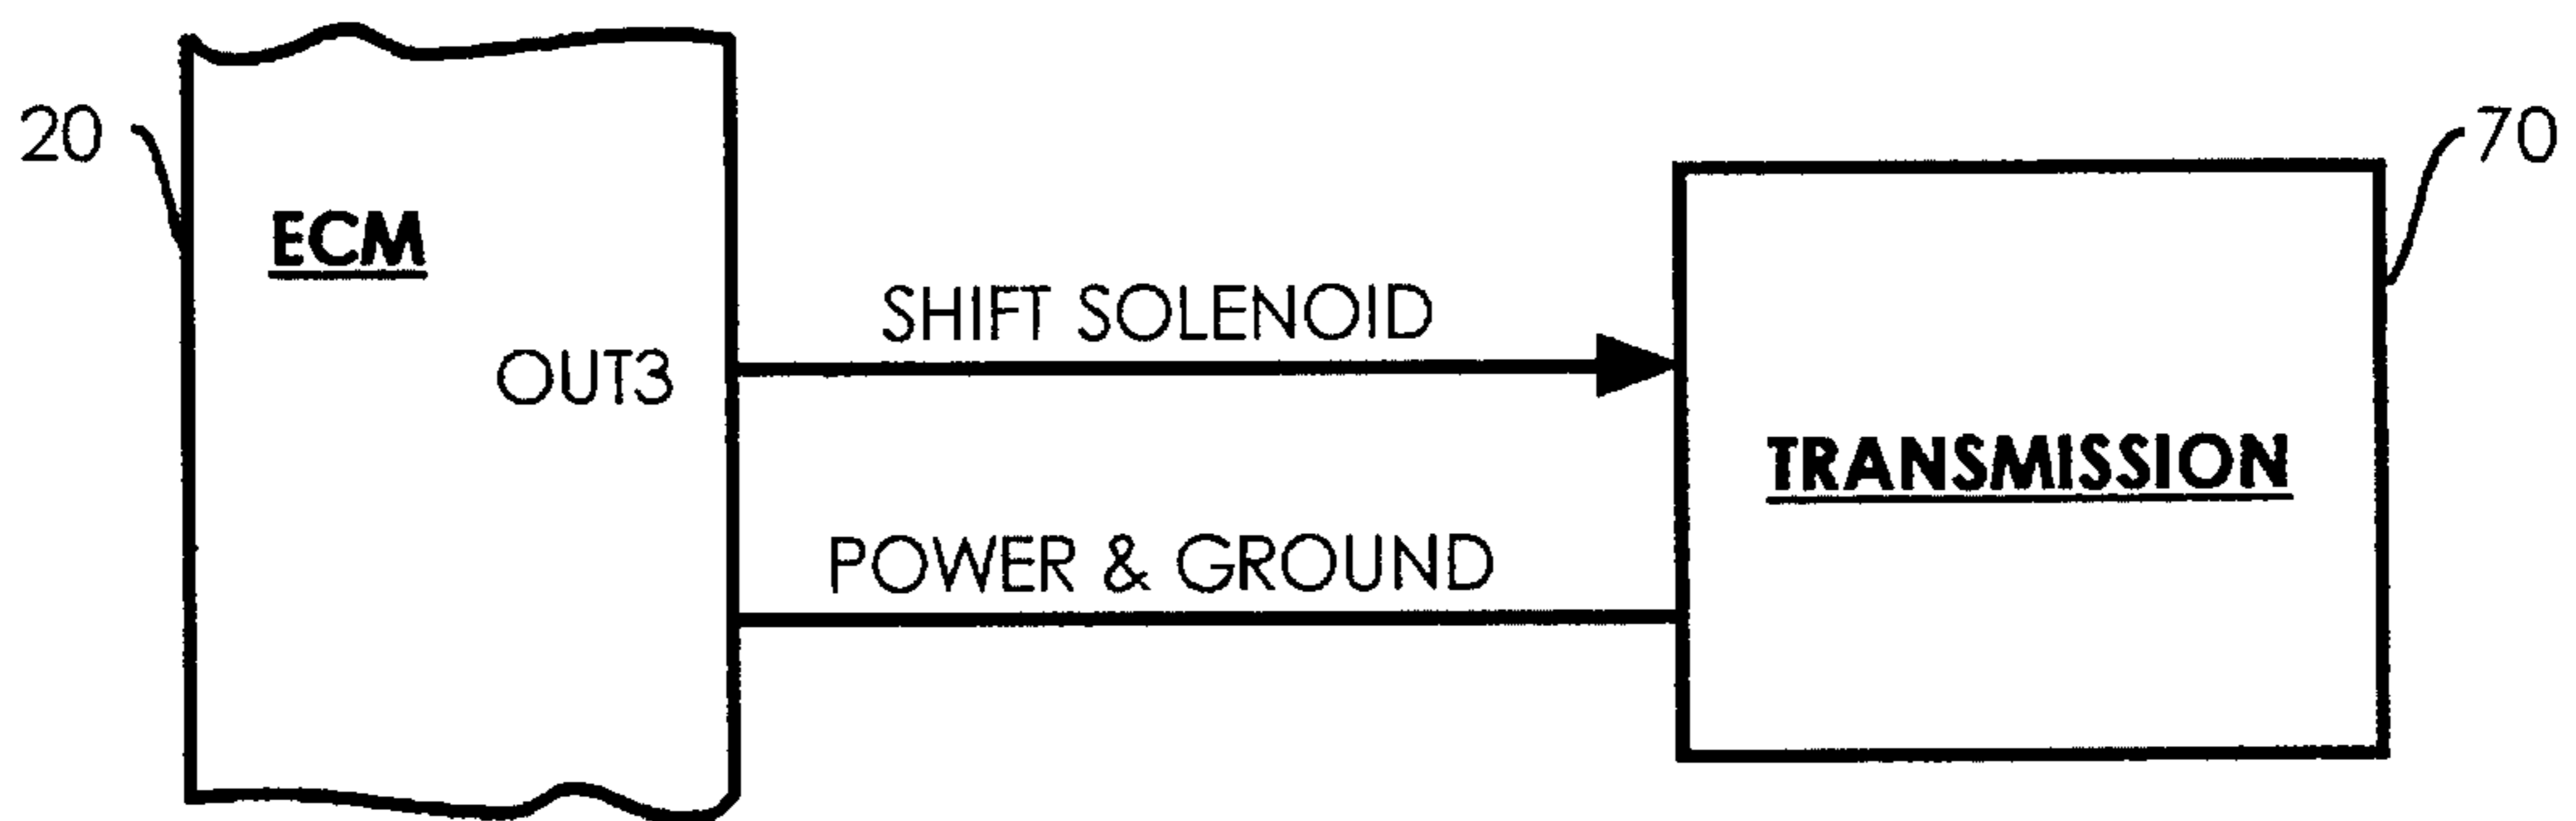 20
ECM
OUT3
SHIFT SOLENOID
POWER & GROUND
TRANSMISSION
70